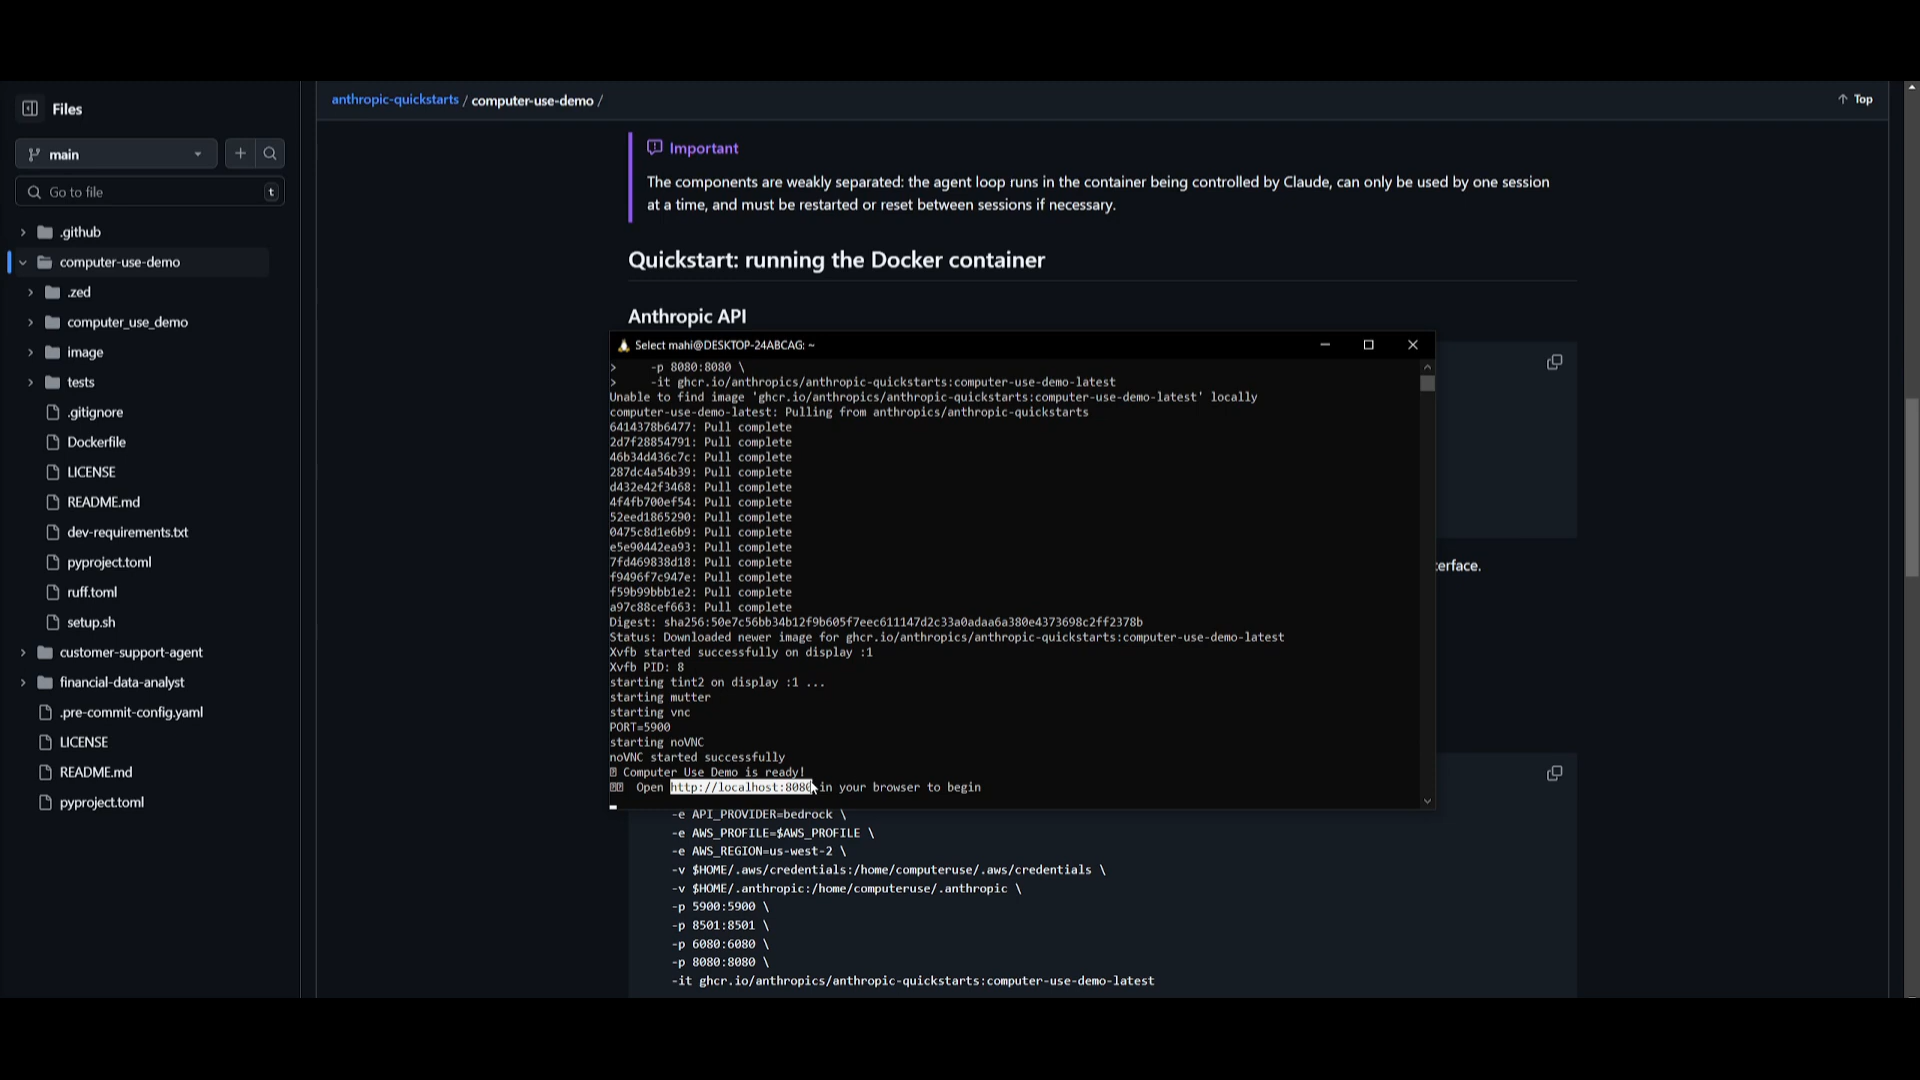 Files
main
Go to file
t
.github
computer-use-demo
.zed
computer_use_demo
image
tests
.gitignore
Dockerfile
LICENSE
README.md
dev-requirements.txt
pyproject.toml
ruff.toml
setup.sh
customer-support-agent
financial-data-analyst
.pre-commit-config.yaml
LICENSE
README.md
pyproject.toml
anthropic-quickstarts / computer-use-demo /
Top
Important
The components are weakly separated: the agent loop runs in the container being controlled by Claude, can only be used by one session
at a time, and must be restarted or reset between sessions if necessary.
Quickstart: running the Docker container
Anthropic API
Select mahi@DESKTOP-24ABCAG: ~
> -p 8080:8080 \
> -it ghcr.io/anthropics/anthropic-quickstarts:computer-use-demo-latest
Unable to find image 'ghcr.io/anthropics/anthropic-quickstarts:computer-use-demo-latest' locally
computer-use-demo-latest: Pulling from anthropics/anthropic-quickstarts
6414378b6477: Pull complete
2d7f28854791: Pull complete
46b34d436c7c: Pull complete
287dc4a54b39: Pull complete
d432e42f3468: Pull complete
4f4fb700ef54: Pull complete
52eed1865290: Pull complete
0475c8d1e6b9: Pull complete
e5e90442ea93: Pull complete
7fd469838d18: Pull complete
f9496f7c947e: Pull complete
f59b99bbb1e2: Pull complete
a97c88cef663: Pull complete
Digest: sha256:50e7c56bb34b12f9b605f7eec611147d2c33a0adaa6a380e4373698c2ff2378b
Status: Downloaded newer image for ghcr.io/anthropics/anthropic-quickstarts:computer-use-demo-latest
Xvfb started successfully on display :1
Xvfb PID: 8
starting tint2 on display :1 ...
starting mutter
starting vnc
PORT=5900
starting noVNC
noVNC started successfully
Computer Use Demo is ready!
Open http://localhost:8080 in your browser to begin
terface.
-e API_PROVIDER=bedrock \
-e AWS_PROFILE=$AWS_PROFILE \
-e AWS_REGION=us-west-2 \
-v $HOME/.aws/credentials:/home/computeruse/.aws/credentials \
-v $HOME/.anthropic:/home/computeruse/.anthropic \
-p 5900:5900 \
-p 8501:8501 \
-p 6080:6080 \
-p 8080:8080 \
-it ghcr.io/anthropics/anthropic-quickstarts:computer-use-demo-latest